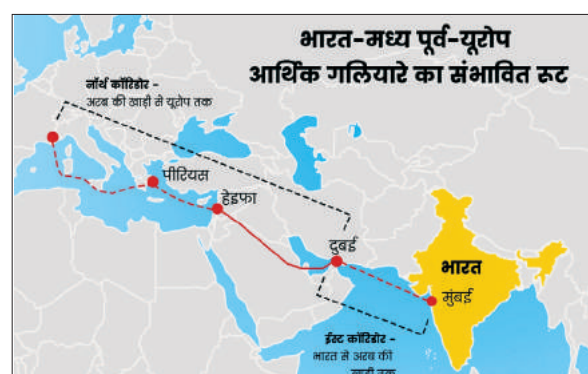 भारत-मध्य पूर्व-यूरोप
आर्थिक गलियारे का संभावित रूट
नॉर्थ कॉरिडोर -
अरब की खाड़ी से यूरोप तक
पीरियस
हेइफा
दुबई
भारत
मुंबई
ईस्ट कॉरिडोर -
भारत से अरब की